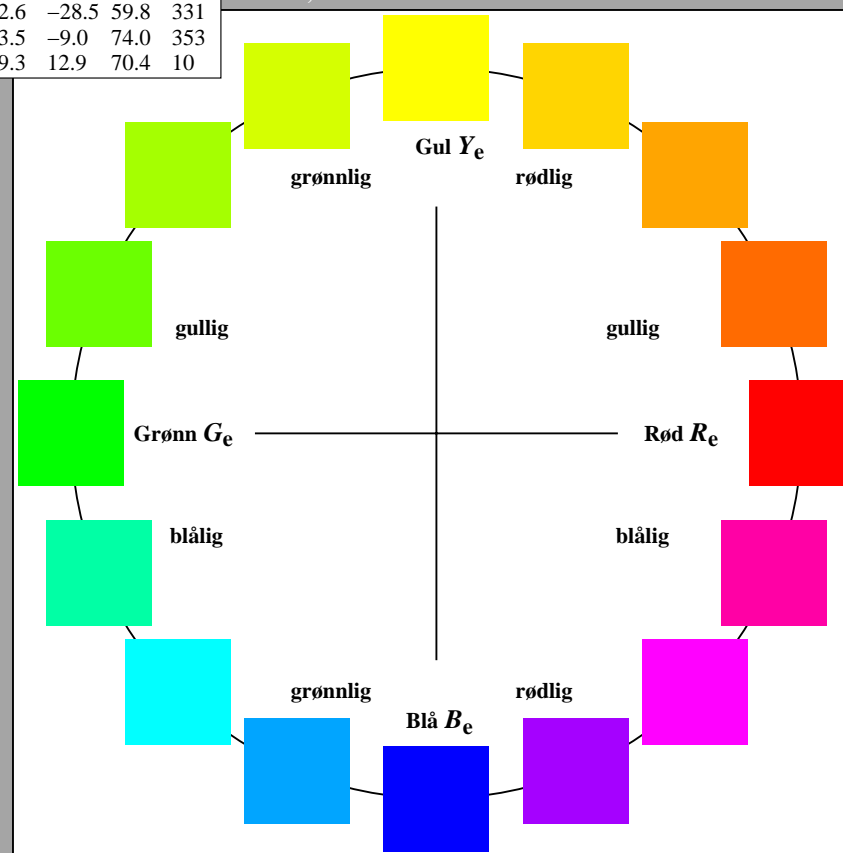 2.6 −28.5 59.8 331
3.5 −9.0 74.0 353
9.3 12.9 70.4 10
Gul Yₑ
grønnlig rødlig
gullig gullig
Grønn Gₑ Rød Rₑ
blålig blålig
grønnlig rødlig
Blå Bₑ